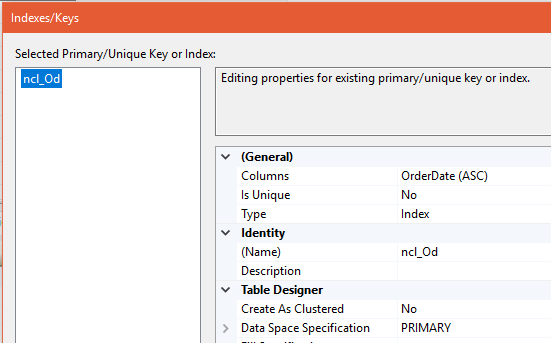 Indexes/Keys
Selected Primary/Unique Key or Index:
ncl_Od
Editing properties for existing primary/unique key or index.
(General)
Columns OrderDate (ASC)
Is Unique No
Type Index
Identity
(Name) ncl_Od
Description
Table Designer
Create As Clustered No
Data Space Specification PRIMARY